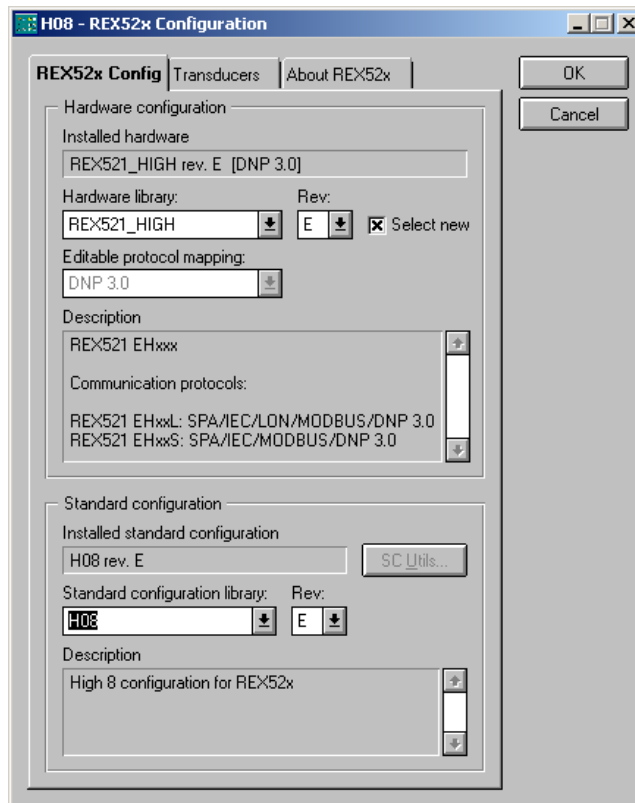 H08 - REX52x Configuration
REX52x Config
Transducers
About REX52x
OK
Cancel
Hardware configuration
Installed hardware
REX521_HIGH rev. E [DNP 3.0]
Hardware library:
Rev:
REX521_HIGH
E
Select new
Editable protocol mapping:
DNP 3.0
Description
REX521 EHxxx
Communication protocols:
REX521 EHxxL: SPA/IEC/LON/MODBUS/DNP 3.0
REX521 EHxxS: SPA/IEC/MODBUS/DNP 3.0
Standard configuration
Installed standard configuration
H08 rev. E
SC Utils...
Standard configuration library:
Rev:
H08
E
Description
High 8 configuration for REX52x